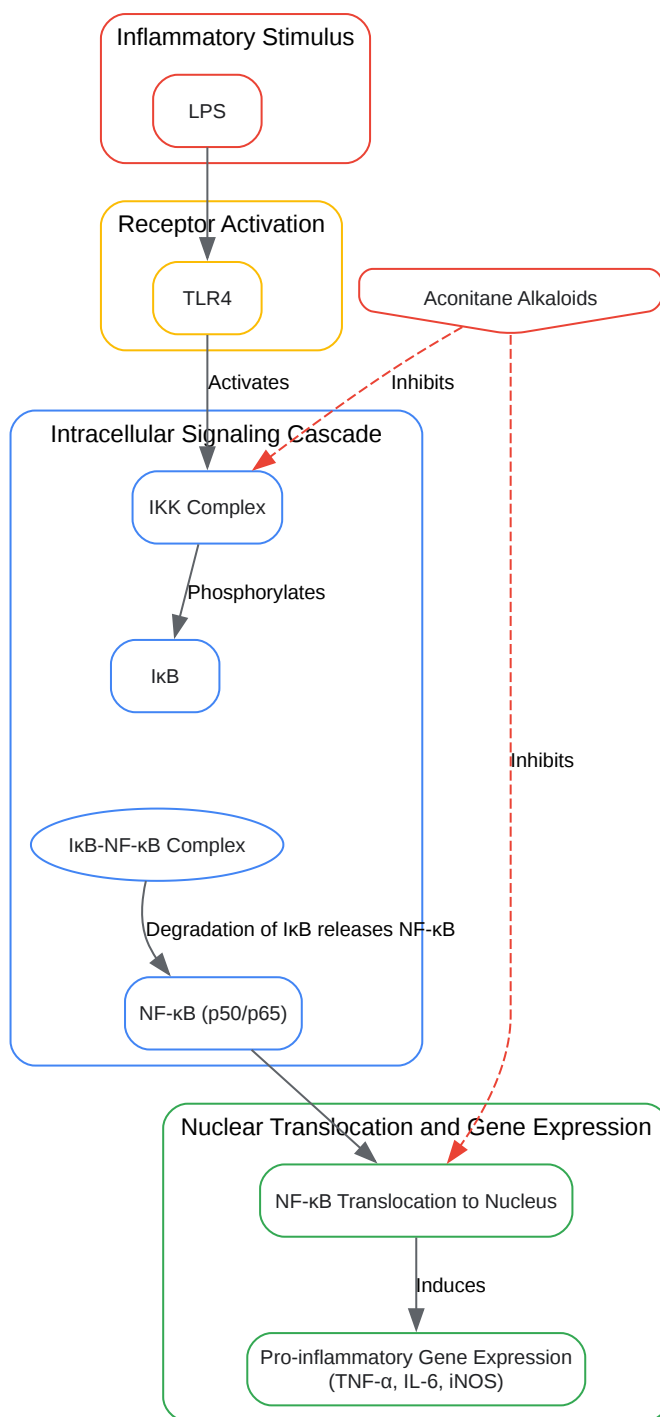 Inflammatory Stimulus
LPS
Receptor Activation
TLR4
Aconitane Alkaloids
Activates
Inhibits
Intracellular Signaling Cascade
IKK Complex
Phosphorylates
IκB
Inhibits
IκB-NF-κB Complex
Degradation of IκB releases NF-κB
NF-κB (p50/p65)
Nuclear Translocation and Gene Expression
NF-κB Translocation to Nucleus
Induces
Pro-inflammatory Gene Expression
(TNF-α, IL-6, iNOS)